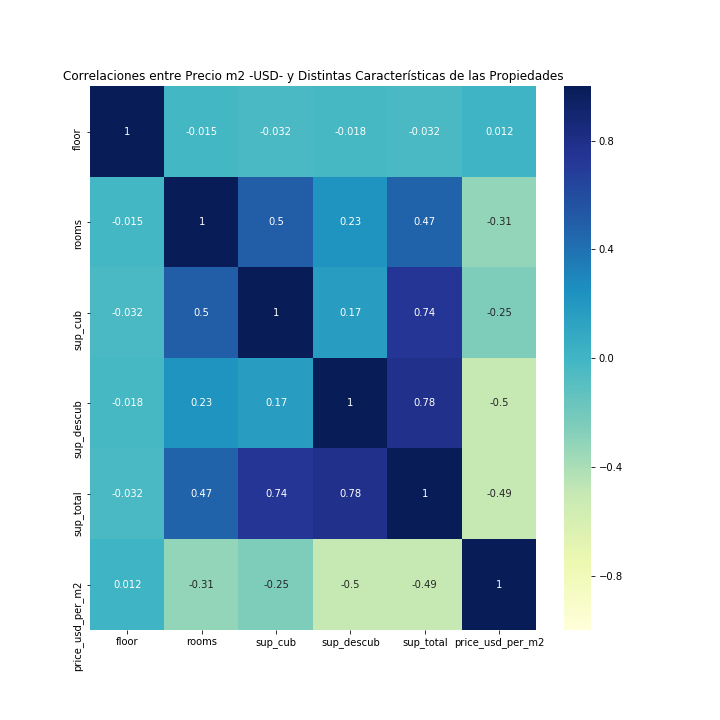 Correlaciones entre Precio m2 -USD- y Distintas Características de las Propiedades
floor 1 -0.015 -0.032 -0.018 -0.032 0.012
rooms -0.015 1 0.5 0.23 0.47 -0.31
sup_cub -0.032 0.5 1 0.17 0.74 -0.25
sup_descub -0.018 0.23 0.17 1 0.78 -0.5
sup_total -0.032 0.47 0.74 0.78 1 -0.49
price_usd_per_m2 0.012 -0.31 -0.25 -0.5 -0.49 1
floor rooms sup_cub sup_descub sup_total price_usd_per_m2
0.8
0.4
0.0
−0.4
−0.8